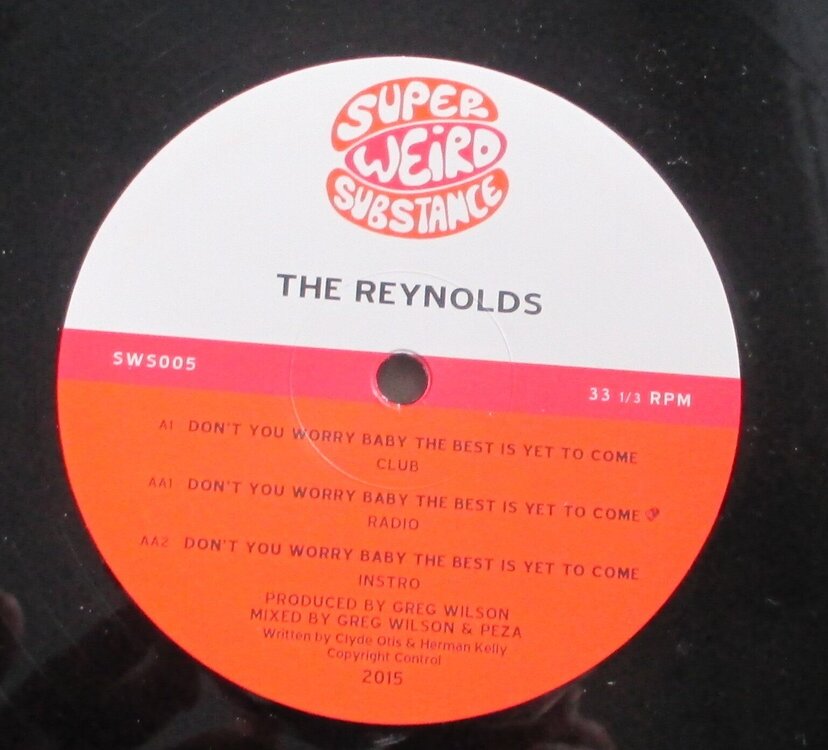 SUPER
WEIRD
SUBSTANCE
THE REYNOLDS
SWS005
33 1/3 RPM
A1 DON'T YOU WORRY BABY THE BEST IS YET TO COME
CLUB
AA1 DON'T YOU WORRY BABY THE BEST IS YET TO COME
RADIO
AA2 DON'T YOU WORRY BABY THE BEST IS YET TO COME
INSTRO
PRODUCED BY GREG WILSON
MIXED BY GREG WILSON & PEZA
Written by Clyde Otis & Herman Kelly
Copyright Control
2015